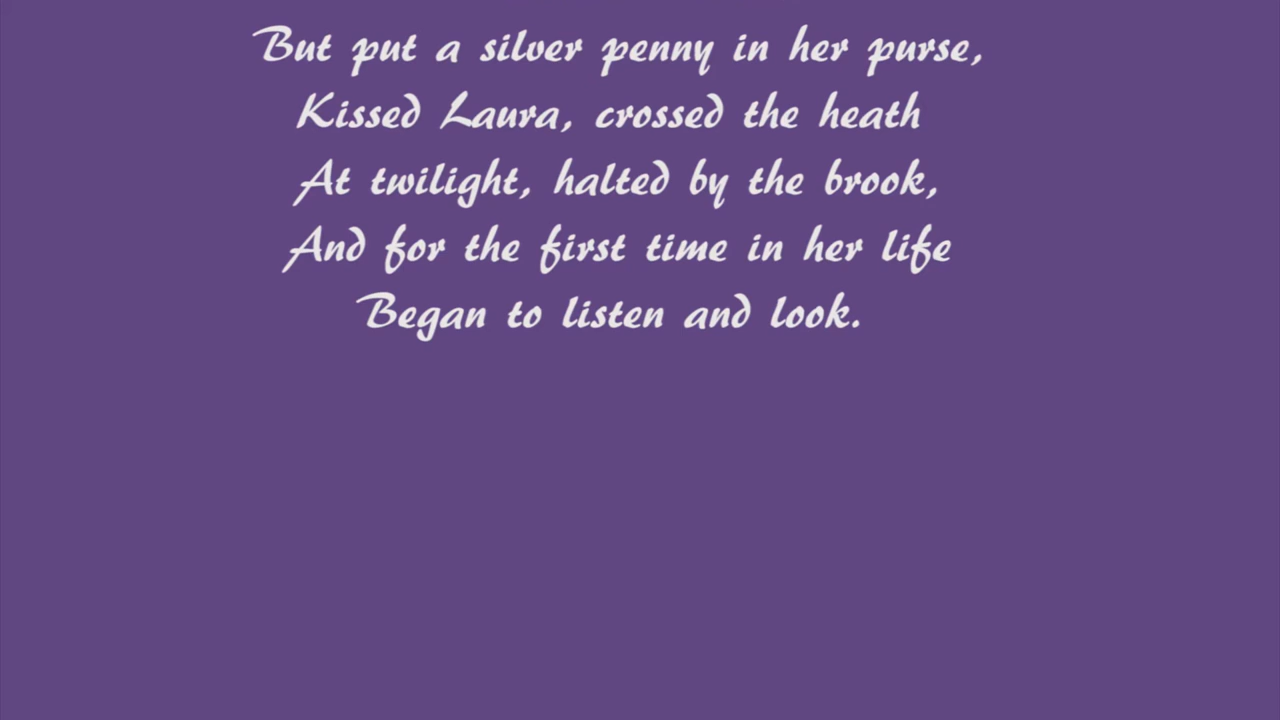 But put a silver penny in her purse,
Kissed Laura, crossed the heath
At twilight, halted by the brook,
And for the first time in her life
Began to listen and look.